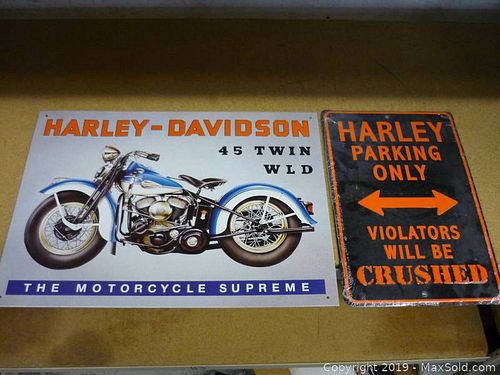 HARLEY-DAVIDSON
45 TWIN
WLD
THE MOTORCYCLE SUPREME
HARLEY
PARKING
ONLY
VIOLATORS
WILL BE
CRUSHED
Copyright 2019 - MaxSold.com